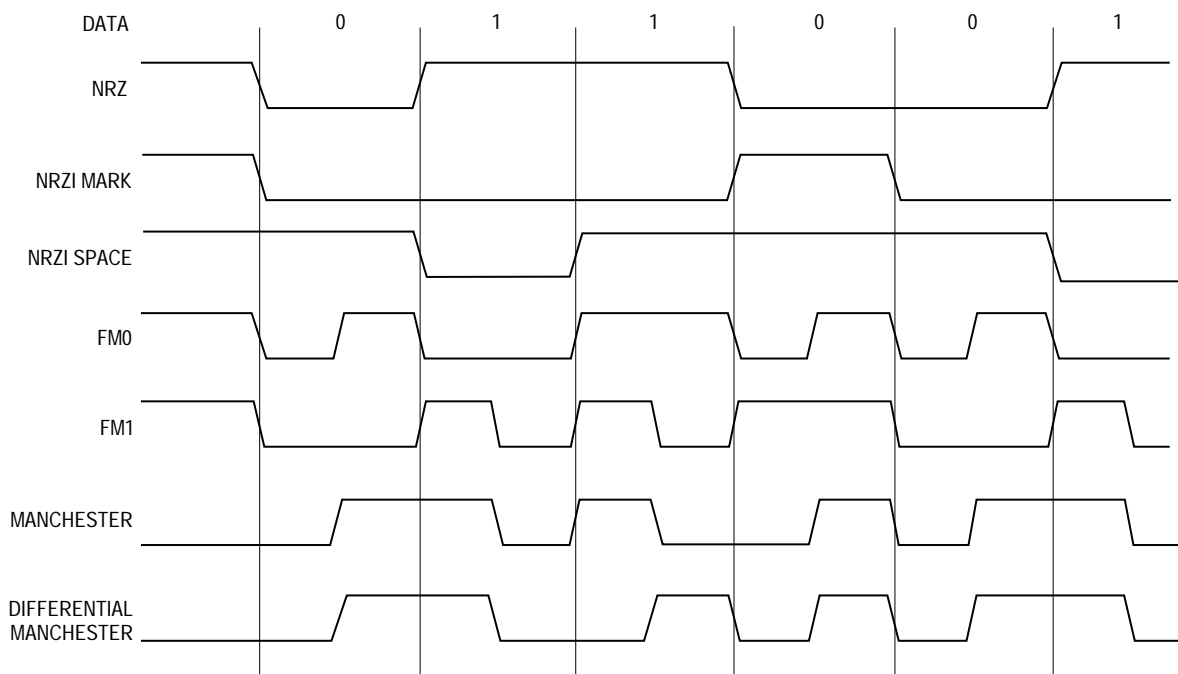 DATA 0 1 1 0 0 1
NRZ
NRZI MARK
NRZI SPACE
FM0
FM1
MANCHESTER
DIFFERENTIAL
MANCHESTER